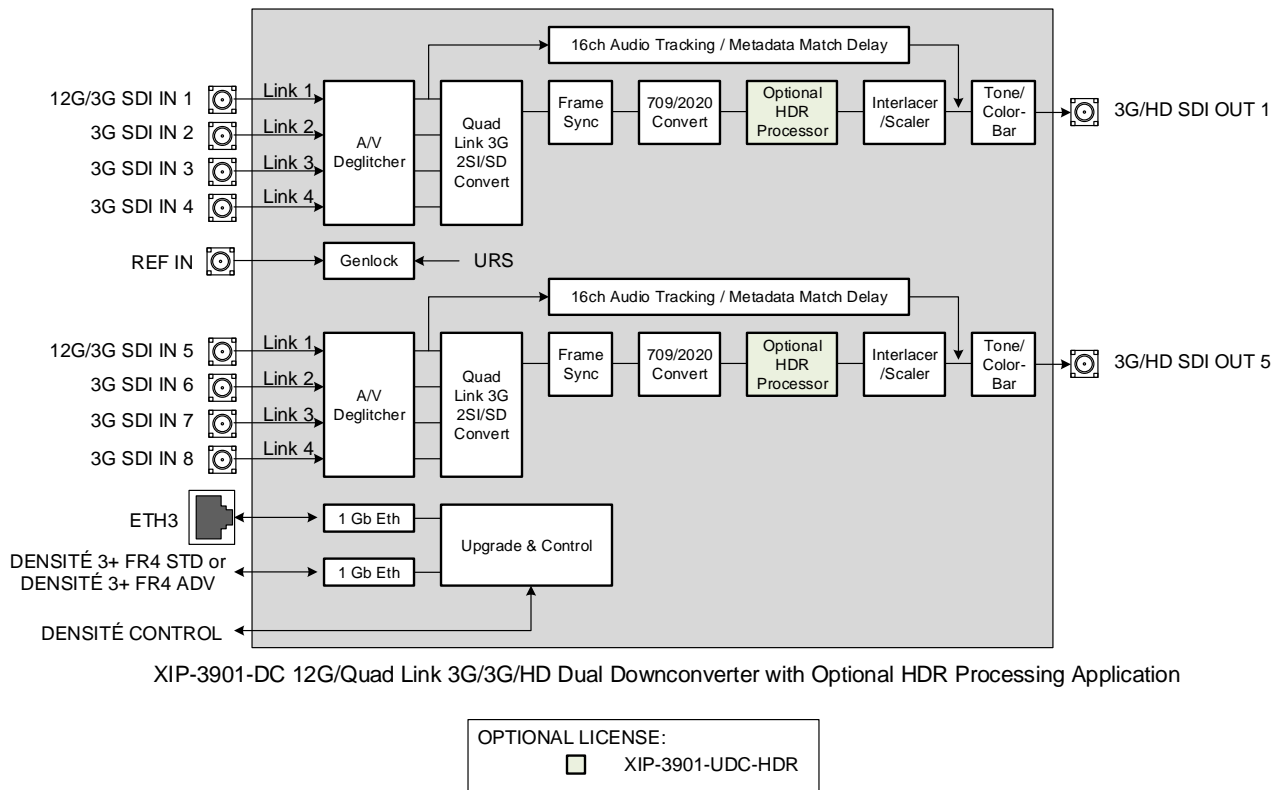 16ch Audio Tracking / Metadata Match Delay
12G/3G SDI IN 1
Link 1
3G SDI IN 2
Link 2
3G SDI IN 3
Link 3
3G SDI IN 4
Link 4
A/V
Deglitcher
Quad
Link 3G
2SI/SD
Convert
Frame
Sync
709/2020
Convert
Optional
HDR
Processor
Interlacer
/Scaler
Tone/
Color-
Bar
3G/HD SDI OUT 1
REF IN
Genlock
URS
16ch Audio Tracking / Metadata Match Delay
12G/3G SDI IN 5
Link 1
3G SDI IN 6
Link 2
3G SDI IN 7
Link 3
3G SDI IN 8
Link 4
A/V
Deglitcher
Quad
Link 3G
2SI/SD
Convert
Frame
Sync
709/2020
Convert
Optional
HDR
Processor
Interlacer
/Scaler
Tone/
Color-
Bar
3G/HD SDI OUT 5
ETH3
1 Gb Eth
DENSITÉ 3+ FR4 STD or
DENSITÉ 3+ FR4 ADV
1 Gb Eth
Upgrade & Control
DENSITÉ CONTROL
XIP-3901-DC 12G/Quad Link 3G/3G/HD Dual Downconverter with Optional HDR Processing Application
OPTIONAL LICENSE:
XIP-3901-UDC-HDR